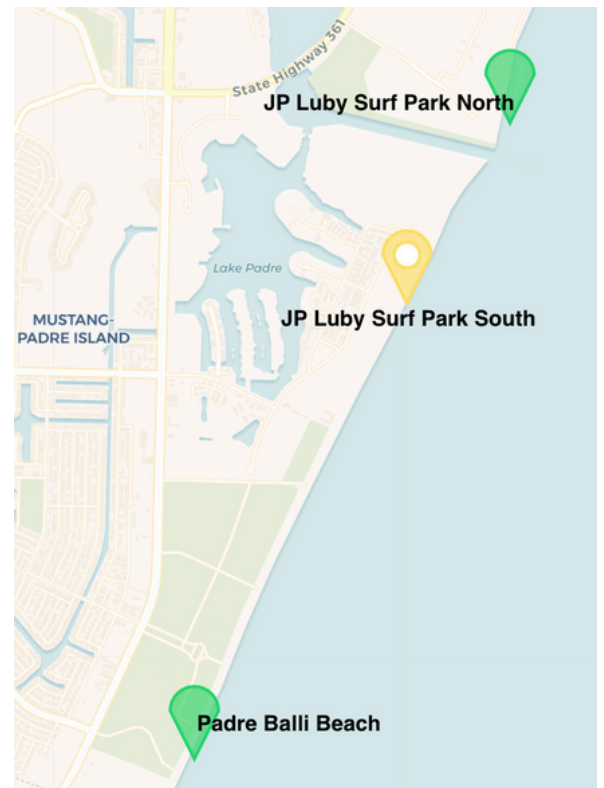 State Highway 361
JP Luby Surf Park North
Lake Padre
JP Luby Surf Park South
MUSTANG-
PADRE ISLAND
Padre Balli Beach